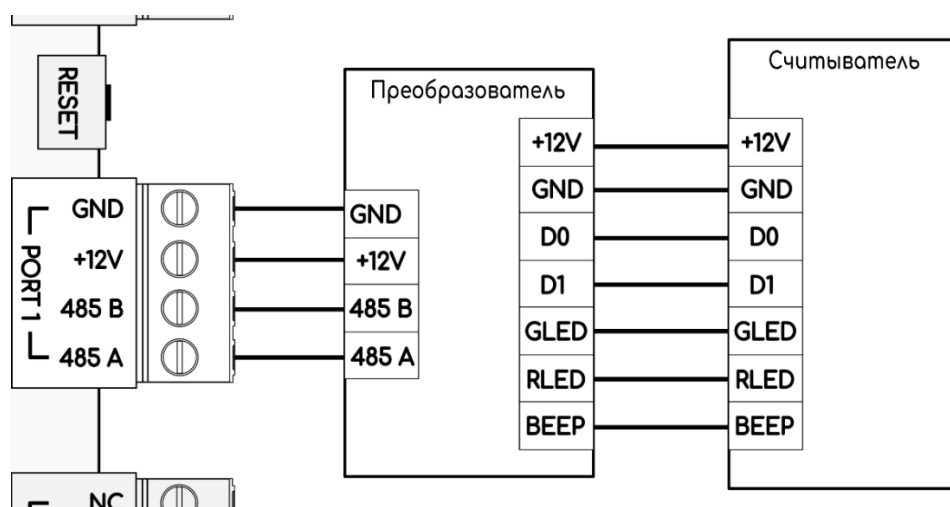 RESET
PORT 1
GND
+12V
485 B
485 A
NC
Преобразователь
GND
+12V
485 B
485 A
+12V
GND
D0
D1
GLED
RLED
BEEP
Считыватель
+12V
GND
D0
D1
GLED
RLED
BEEP